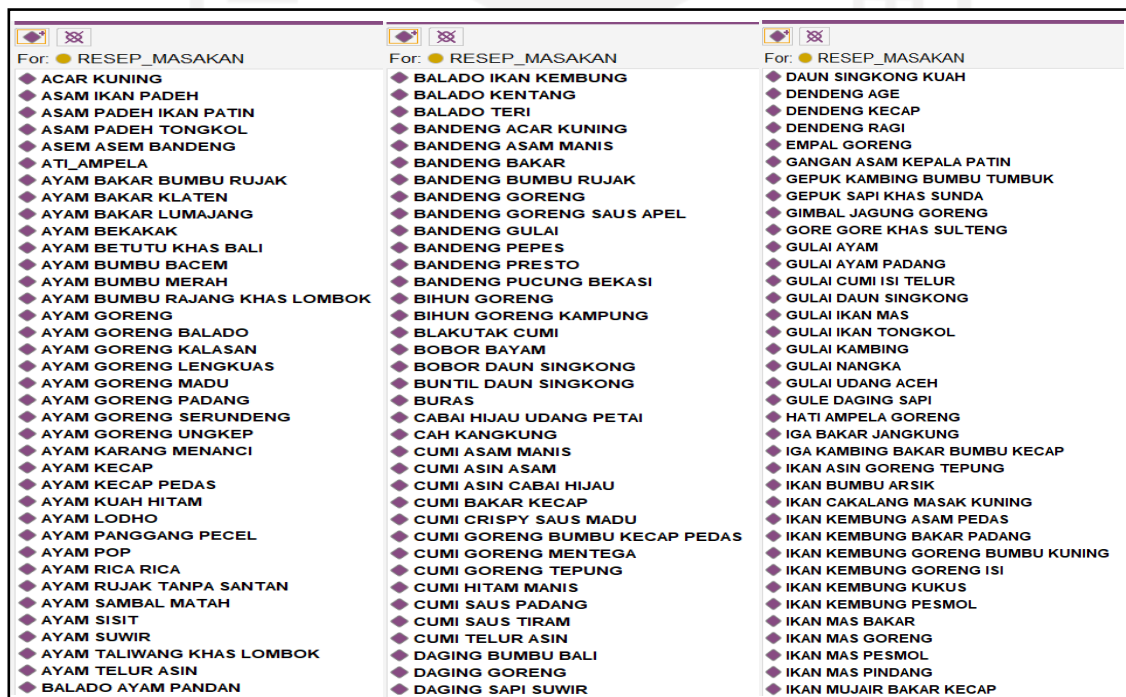 For: RESEP_MASAKAN
ACAR KUNING
ASAM IKAN PADEH
ASAM PADEH IKAN PATIN
ASAM PADEH TONGKOL
ASEM ASEM BANDENG
ATI_AMPELA
AYAM BAKAR BUMBU RUJAK
AYAM BAKAR KLATEN
AYAM BAKAR LUMAJANG
AYAM BEKAKAK
AYAM BETUTU KHAS BALI
AYAM BUMBU BACEM
AYAM BUMBU MERAH
AYAM BUMBU RAJANG KHAS LOMBOK
AYAM GORENG
AYAM GORENG BALADO
AYAM GORENG KALASAN
AYAM GORENG LENGKUAS
AYAM GORENG MADU
AYAM GORENG PADANG
AYAM GORENG SERUNDENG
AYAM GORENG UNGKEP
AYAM KARANG MENANCI
AYAM KECAP
AYAM KECAP PEDAS
AYAM KUAH HITAM
AYAM LODHO
AYAM PANGGANG PECEL
AYAM POP
AYAM RICA RICA
AYAM RUJAK TANPA SANTAN
AYAM SAMBAL MATAH
AYAM SISIT
AYAM SUWIR
AYAM TALIWANG KHAS LOMBOK
AYAM TELUR ASIN
BALADO AYAM PANDAN
For: RESEP_MASAKAN
BALADO IKAN KEMBUNG
BALADO KENTANG
BALADO TERI
BANDENG ACAR KUNING
BANDENG ASAM MANIS
BANDENG BAKAR
BANDENG BUMBU RUJAK
BANDENG GORENG
BANDENG GORENG SAUS APEL
BANDENG GULAI
BANDENG PEPES
BANDENG PRESTO
BANDENG PUCUNG BEKASI
BIHUN GORENG
BIHUN GORENG KAMPUNG
BLAKUTAK CUMI
BOBOR BAYAM
BOBOR DAUN SINGKONG
BUNTIL DAUN SINGKONG
BURAS
CABAI HIJAU UDANG PETAI
CAH KANGKUNG
CUMI ASAM MANIS
CUMI ASIN ASAM
CUMI ASIN CABAI HIJAU
CUMI BAKAR KECAP
CUMI CRISPY SAUS MADU
CUMI GORENG BUMBU KECAP PEDAS
CUMI GORENG MENTEGA
CUMI GORENG TEPUNG
CUMI HITAM MANIS
CUMI SAUS PADANG
CUMI SAUS TIRAM
CUMI TELUR ASIN
DAGING BUMBU BALI
DAGING GORENG
DAGING SAPI SUWIR
For: RESEP_MASAKAN
DAUN SINGKONG KUAH
DENDENG AGE
DENDENG KECAP
DENDENG RAGI
EMPAL GORENG
GANGAN ASAM KEPALA PATIN
GEPUK KAMBING BUMBU TUMBUK
GEPUK SAPI KHAS SUNDA
GIMBAL JAGUNG GORENG
GORE GORE KHAS SULTENG
GULAI AYAM
GULAI AYAM PADANG
GULAI CUMI ISI TELUR
GULAI DAUN SINGKONG
GULAI IKAN MAS
GULAI IKAN TONGKOL
GULAI KAMBING
GULAI NANGKA
GULAI UDANG ACEH
GULE DAGING SAPI
HATI AMPELA GORENG
IGA BAKAR JANGKUNG
IGA KAMBING BAKAR BUMBU KECAP
IKAN ASIN GORENG TEPUNG
IKAN BUMBU ARSIK
IKAN CAKALANG MASAK KUNING
IKAN KEMBUNG ASAM PEDAS
IKAN KEMBUNG BAKAR PADANG
IKAN KEMBUNG GORENG BUMBU KUNING
IKAN KEMBUNG GORENG ISI
IKAN KEMBUNG KUKUS
IKAN KEMBUNG PESMOL
IKAN MAS BAKAR
IKAN MAS GORENG
IKAN MAS PESMOL
IKAN MAS PINDANG
IKAN MUJAIR BAKAR KECAP